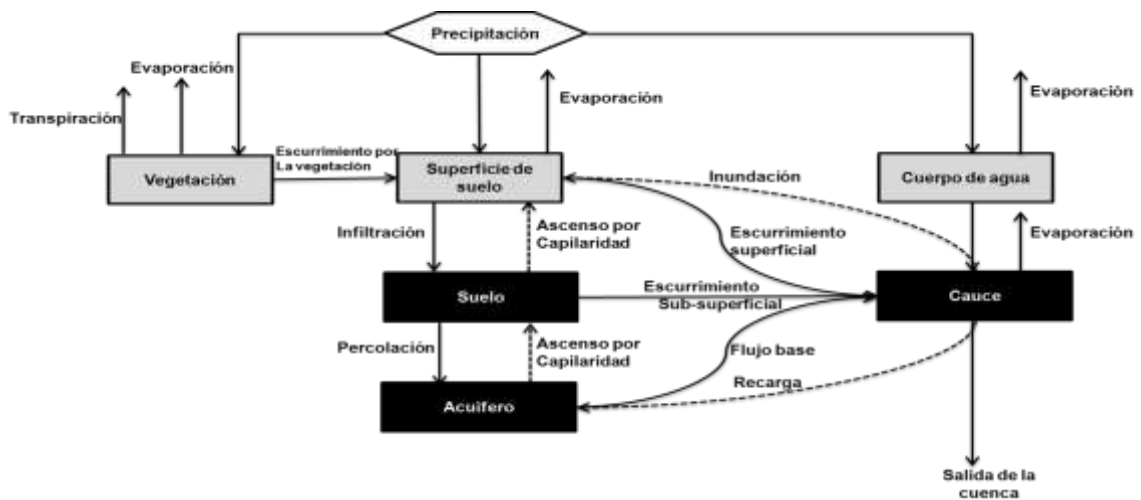 Precipitación
Evaporación
Transpiración
Evaporación
Evaporación
Escurrimiento por
La vegetación
Vegetación
Superficie de
suelo
Inundación
Cuerpo de agua
Infiltración
Ascenso por
Capilaridad
Escurrimiento
superficial
Evaporación
Suelo
Escurrimiento
Sub-superficial
Cauce
Percolación
Ascenso por
Capilaridad
Flujo base
Recarga
Acuifero
Salida de la
cuenca